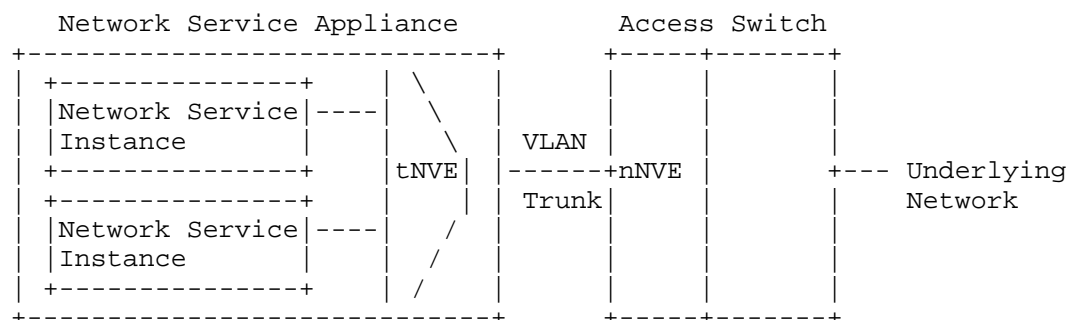 Network Service Appliance Access Switch
Network Service
Instance VLAN
tNVE nNVE Underlying
Trunk Network
Network Service
Instance